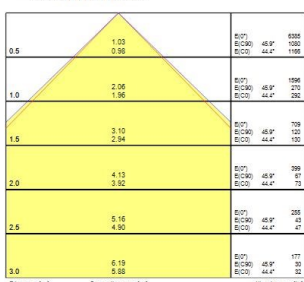 0.5
1.03
0.98
E(0°) 6385
E(C90) 45.9° 1080
E(C0) 44.4° 1166
1.0
2.06
1.96
E(0°) 1596
E(C90) 45.9° 270
E(C0) 44.4° 292
1.5
3.10
2.94
E(0°) 709
E(C90) 45.9° 120
E(C0) 44.4° 130
2.0
4.13
3.92
E(0°) 399
E(C90) 45.9° 67
E(C0) 44.4° 73
2.5
5.16
4.90
E(0°) 255
E(C90) 45.9° 43
E(C0) 44.4° 47
3.0
6.19
5.88
E(0°) 177
E(C90) 45.9° 30
E(C0) 44.4° 32